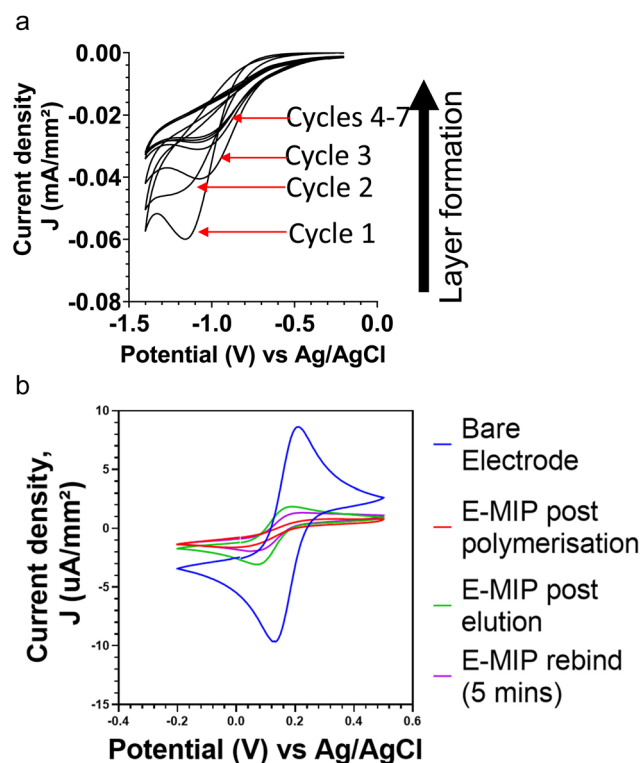 a
Current density
J (mA/mm²)
0.00
-0.02
-0.04
-0.06
-0.08
Cycles 4-7
Cycle 3
Cycle 2
Cycle 1
Layer formation
-1.5
-1.0
-0.5
0.0
Potential (V) vs Ag/AgCl
b
Current density,
J (uA/mm²)
10
5
0
-5
-10
-15
-0.4
-0.2
0.0
0.2
0.4
0.6
Potential (V) vs Ag/AgCl
Bare
Electrode
E-MIP post
polymerisation
E-MIP post
elution
E-MIP rebind
(5 mins)